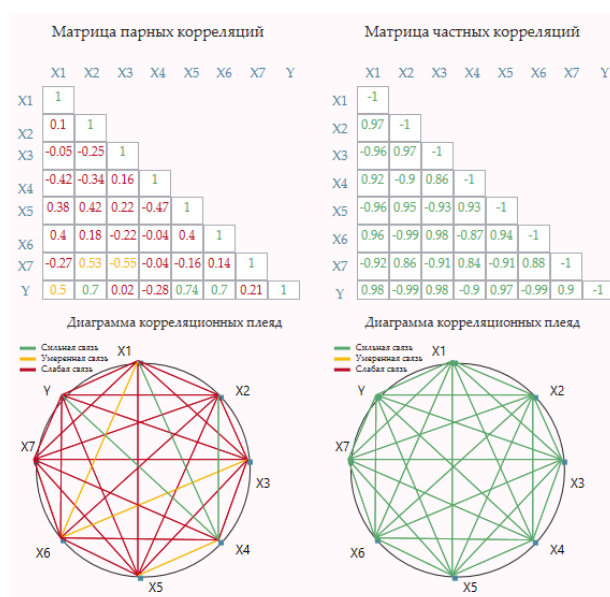 Матрица парных корреляций
X1 X2 X3 X4 X5 X6 X7 Y
X1 1
X2 0.1 1
X3 -0.05 -0.25 1
X4 -0.42 -0.34 0.16 1
X5 0.38 0.42 0.22 -0.47 1
X6 0.4 0.18 -0.22 -0.04 0.4 1
X7 -0.27 0.53 -0.55 -0.04 -0.16 0.14 1
Y 0.5 0.7 0.02 -0.28 0.74 0.7 0.21 1
Диаграмма корреляционных плеяд
Сильная связь
Умеренная связь
Слабая связь
X1
Y
X2
X7
X3
X6
X4
X5
Матрица частных корреляций
X1 X2 X3 X4 X5 X6 X7 Y
X1 -1
X2 0.97 -1
X3 -0.96 0.97 -1
X4 0.92 -0.9 0.86 -1
X5 -0.96 0.95 -0.93 0.93 -1
X6 0.96 -0.99 0.98 -0.87 0.94 -1
X7 -0.92 0.86 -0.91 0.84 -0.91 0.88 -1
Y 0.98 -0.99 0.98 -0.9 0.97 -0.99 0.9 -1
Диаграмма корреляционных плеяд
Сильная связь
Умеренная связь
Слабая связь
X1
Y
X2
X7
X3
X6
X4
X5